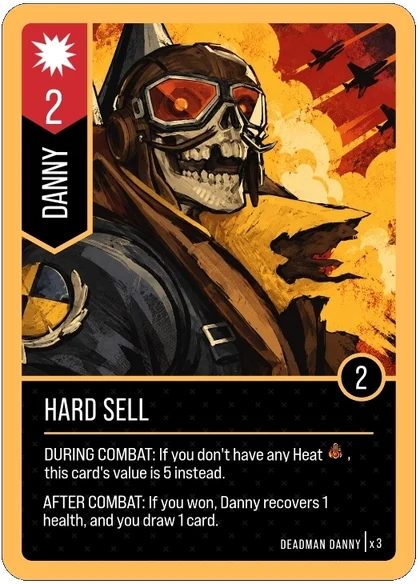 2
DANNY
2
HARD SELL
DURING COMBAT: If you don't have any Heat ,
this card's value is 5 instead.
AFTER COMBAT: If you won, Danny recovers 1
health, and you draw 1 card.
DEADMAN DANNY x3